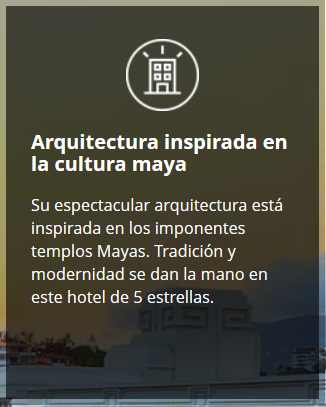 Arquitectura inspirada en
la cultura maya
Su espectacular arquitectura está
inspirada en los imponentes
templos Mayas. Tradición y
modernidad se dan la mano en
este hotel de 5 estrellas.